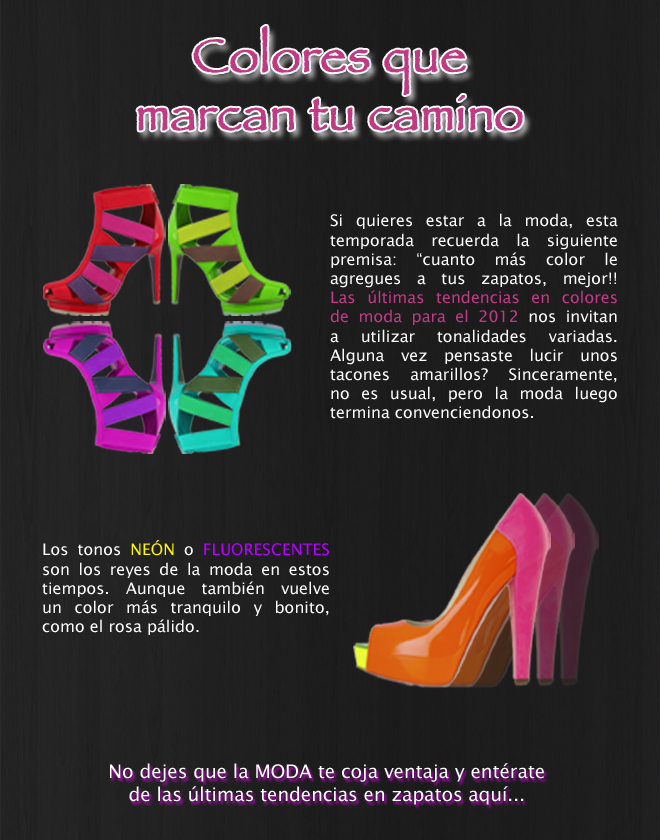 Colores que
marcan tu camino
Si quieres estar a la moda, esta
temporada recuerda la siguiente
premisa: “cuanto más color le
agregues a tus zapatos, mejor!!
Las últimas tendencias en colores
de moda para el 2012 nos invitan
a utilizar tonalidades variadas.
Alguna vez pensaste lucir unos
tacones amarillos? Sinceramente,
no es usual, pero la moda luego
termina convenciendonos.
Los tonos NEÓN o FLUORESCENTES
son los reyes de la moda en estos
tiempos. Aunque también vuelve
un color más tranquilo y bonito,
como el rosa pálido.
No dejes que la MODA te coja ventaja y entérate
de las últimas tendencias en zapatos aquí...